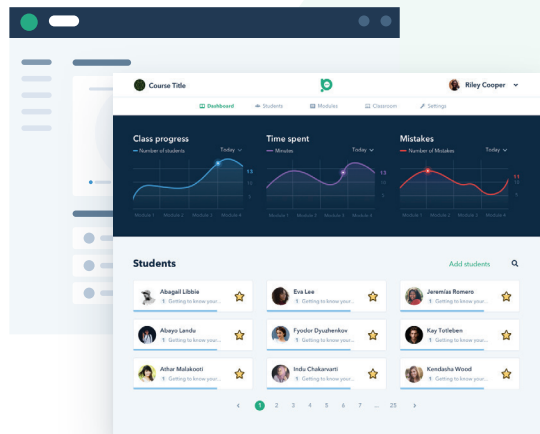 Course Title
Riley Cooper
Dashboard Students Modules Classroom Settings
Class progress
Number of students Today
13
10
5
Module 1 Module 2 Module 3 Module 4
Time spent
Minutes Today
13
10
5
Module 1 Module 2 Module 3 Module 4
Mistakes
Number of Mistakes Today
11
10
5
Module 1 Module 2 Module 3 Module 4
Students
Add students
Abagail Libbie
Getting to know your...
Eva Lee
Getting to know your...
Jeremías Romero
Getting to know your...
Abayo Landu
Getting to know your...
Fyodor Dyuzhenkov
Getting to know your...
Kay Totleben
Getting to know your...
Athar Malakooti
Getting to know your...
Indu Chakarvarti
Getting to know your...
Kendasha Wood
Getting to know your...
< 1 2 3 4 5 6 7 ... 25 >